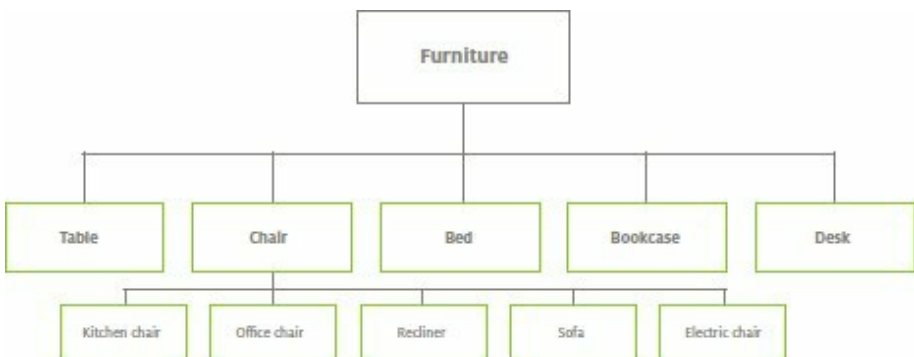 Furniture
Table Chair Bed Bookcase Desk
Kitchen chair Office chair Recliner Sofa Electric chair